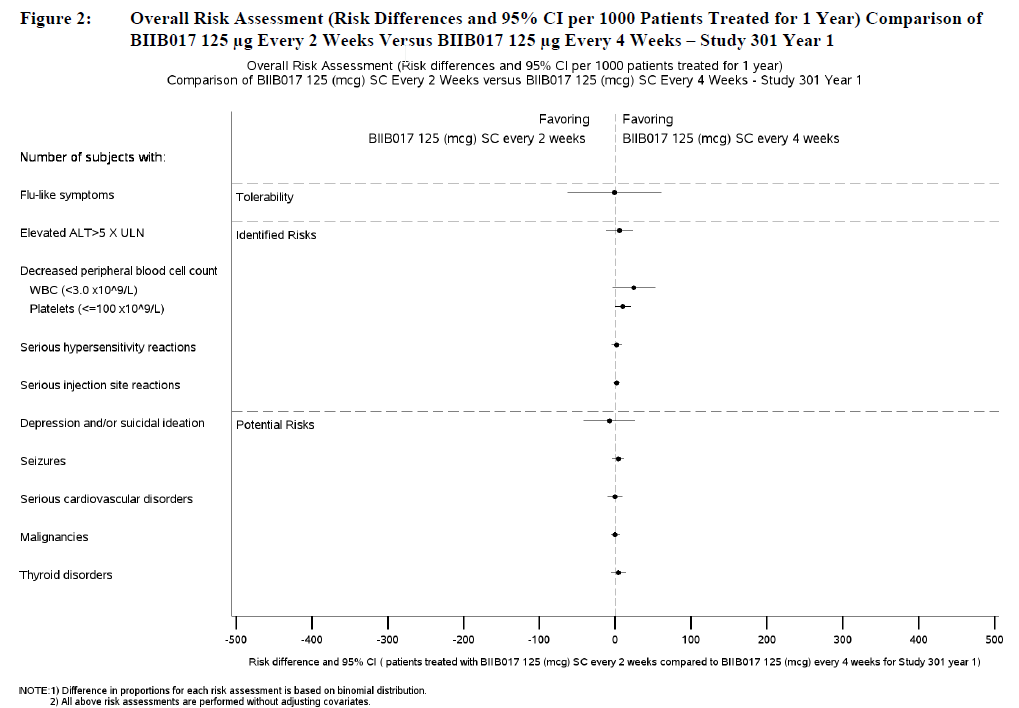 Figure 2: Overall Risk Assessment (Risk Differences and 95% CI per 1000 Patients Treated for 1 Year) Comparison of
BIIB017 125 µg Every 2 Weeks Versus BIIB017 125 µg Every 4 Weeks – Study 301 Year 1
Overall Risk Assessment (Risk differences and 95% CI per 1000 patients treated for 1 year)
Comparison of BIIB017 125 (mcg) SC Every 2 Weeks versus BIIB017 125 (mcg) SC Every 4 Weeks - Study 301 Year 1
Favoring Favoring
BIIB017 125 (mcg) SC every 2 weeks BIIB017 125 (mcg) SC every 4 weeks
Number of subjects with:
Flu-like symptoms Tolerability
Elevated ALT>5 X ULN Identified Risks
Decreased peripheral blood cell count
WBC (<3.0 x10^9/L)
Platelets (<=100 x10^9/L)
Serious hypersensitivity reactions
Serious injection site reactions
Depression and/or suicidal ideation Potential Risks
Seizures
Serious cardiovascular disorders
Malignancies
Thyroid disorders
-500 -400 -300 -200 -100 0 100 200 300 400 500
Risk difference and 95% CI ( patients treated with BIIB017 125 (mcg) SC every 2 weeks compared to BIIB017 125 (mcg) every 4 weeks for Study 301 year 1)
NOTE:1) Difference in proportions for each risk assessment is based on binomial distribution.
2) All above risk assessments are performed without adjusting covariates.